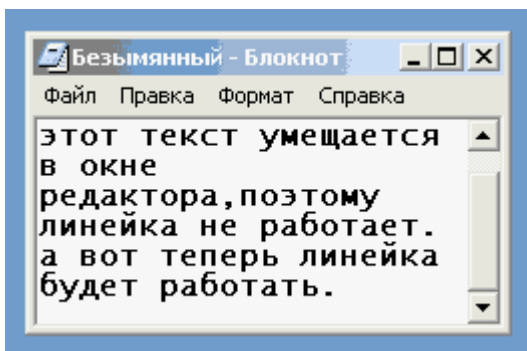 Безымянный - Блокнот
Файл Правка Формат Справка
этот текст умещается
в окне
редактора,поэтому
линейка не работает.
а вот теперь линейка
будет работать.